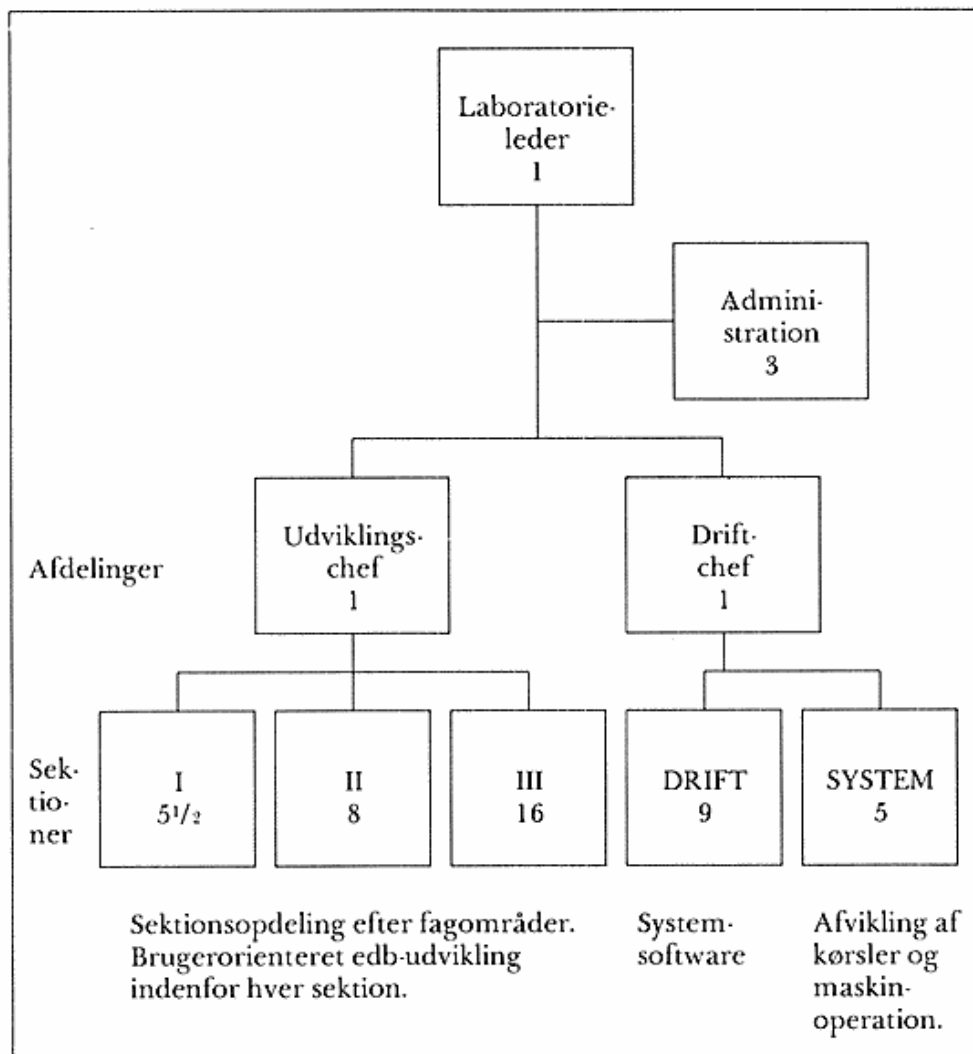 Laboratorie-
leder
1
Admini-
stration
3
Afdelinger
Udviklings-
chef
1
Drift-
chef
1
Sek-
tio-
ner
I
5 1/2
II
8
III
16
DRIFT
9
SYSTEM
5
Sektionsopdeling efter fagområder.
Brugerorienteret edb-udvikling
indenfor hver sektion.
System-
software
Afvikling af
kørsler og
maskin-
operation.